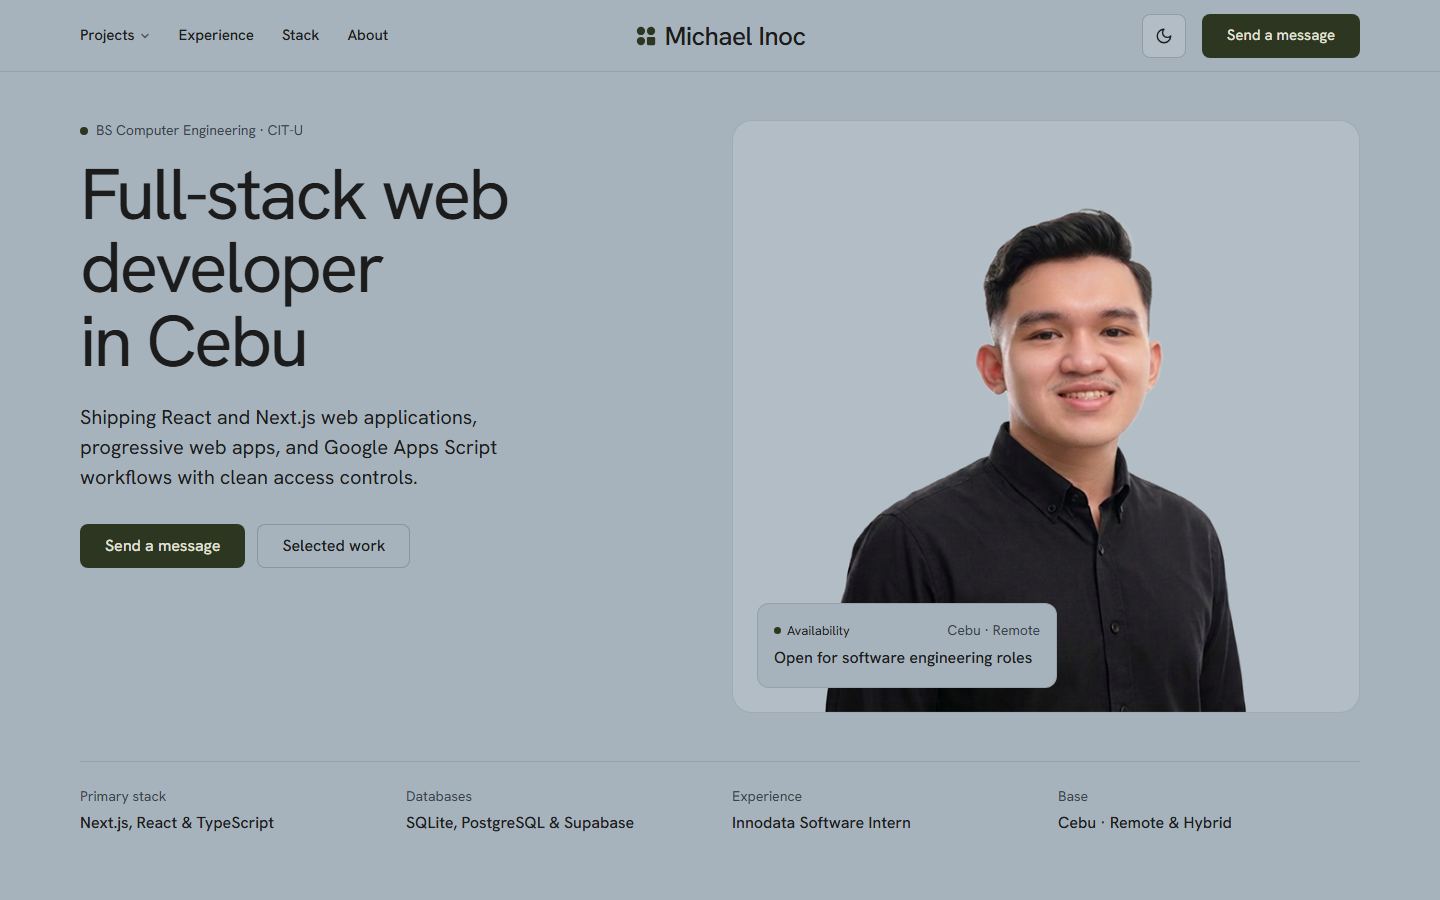 Projects
Experience
Stack
About
Michael Inoc
Send a message
BS Computer Engineering · CIT-U
Full-stack web
developer
in Cebu
Shipping React and Next.js web applications,
progressive web apps, and Google Apps Script
workflows with clean access controls.
Send a message
Selected work
Availability
Cebu · Remote
Open for software engineering roles
Primary stack
Next.js, React & TypeScript
Databases
SQLite, PostgreSQL & Supabase
Experience
Innodata Software Intern
Base
Cebu · Remote & Hybrid